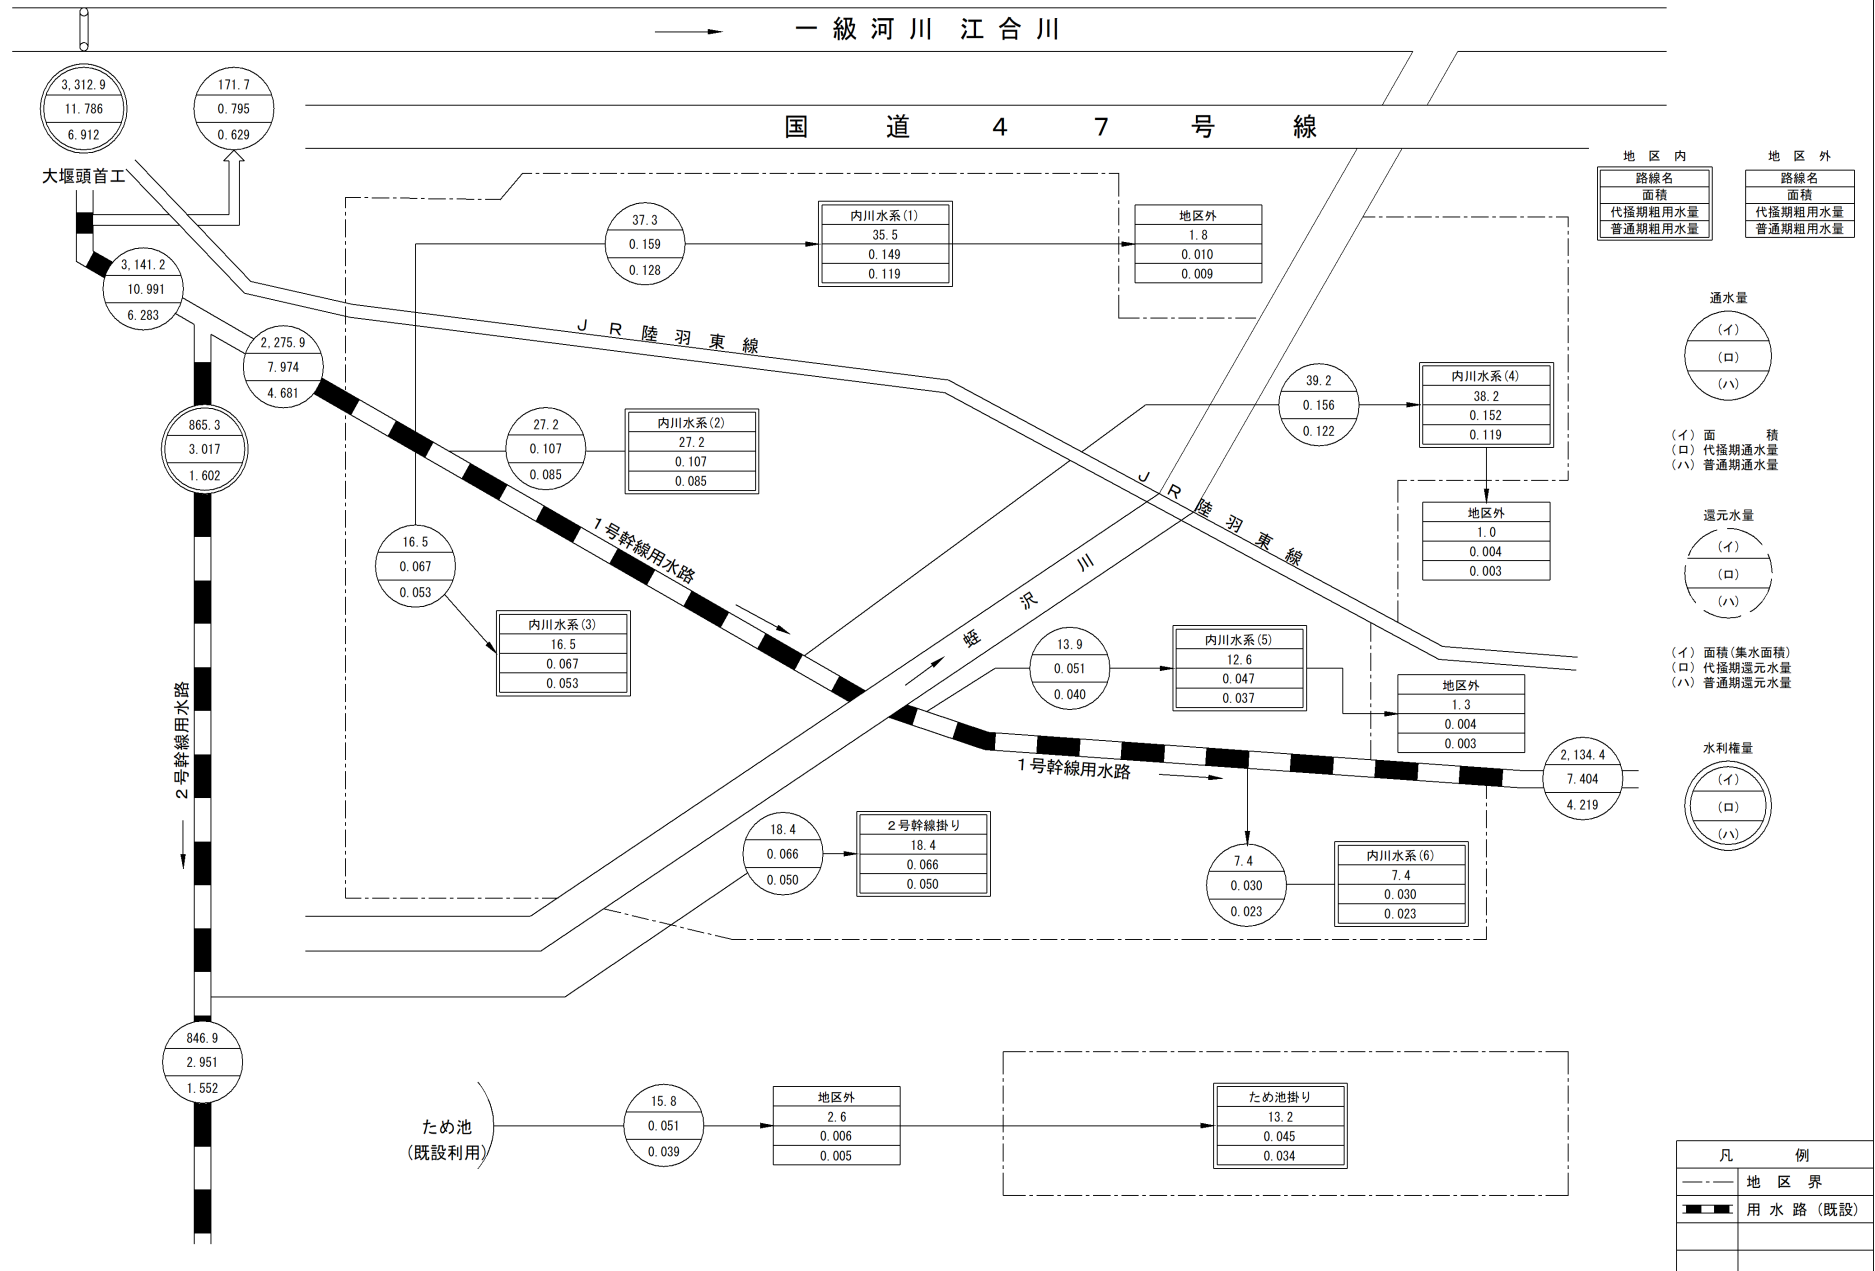 一級河川 江合川
3,312.9
11.786
6.912
171.7
0.795
0.629
国道47号線
大堰頭首工
地区内
路線名
面積
代掻期粗用水量
普通期粗用水量
地区外
路線名
面積
代掻期粗用水量
普通期粗用水量
37.3
0.159
0.128
内川水系(1)
35.5
0.149
0.119
地区外
1.8
0.010
0.009
3,141.2
10.991
6.283
2,275.9
7.974
4.681
JR陸羽東線
通水量
(イ)
(ロ)
(ハ)
39.2
0.156
0.122
内川水系(4)
38.2
0.152
0.119
865.3
3.017
1.602
27.2
0.107
0.085
内川水系(2)
27.2
0.107
0.085
(イ) 面積
(ロ) 代掻期通水量
(ハ) 普通期通水量
JR陸羽東線
地区外
1.0
0.004
0.003
還元水量
(イ)
(ロ)
(ハ)
16.5
0.067
0.053
1号幹線用水路
蛭沢川
内川水系(3)
16.5
0.067
0.053
13.9
0.051
0.040
内川水系(5)
12.6
0.047
0.037
地区外
1.3
0.004
0.003
(イ) 面積(集水面積)
(ロ) 代掻期還元水量
(ハ) 普通期還元水量
2号幹線用水路
1号幹線用水路
2,134.4
7.404
4.219
水利権量
(イ)
(ロ)
(ハ)
18.4
0.066
0.050
2号幹線掛り
18.4
0.066
0.050
7.4
0.030
0.023
内川水系(6)
7.4
0.030
0.023
846.9
2.951
1.552
ため池
(既設利用)
15.8
0.051
0.039
地区外
2.6
0.006
0.005
ため池掛り
13.2
0.045
0.034
凡例
地区界
用水路(既設)